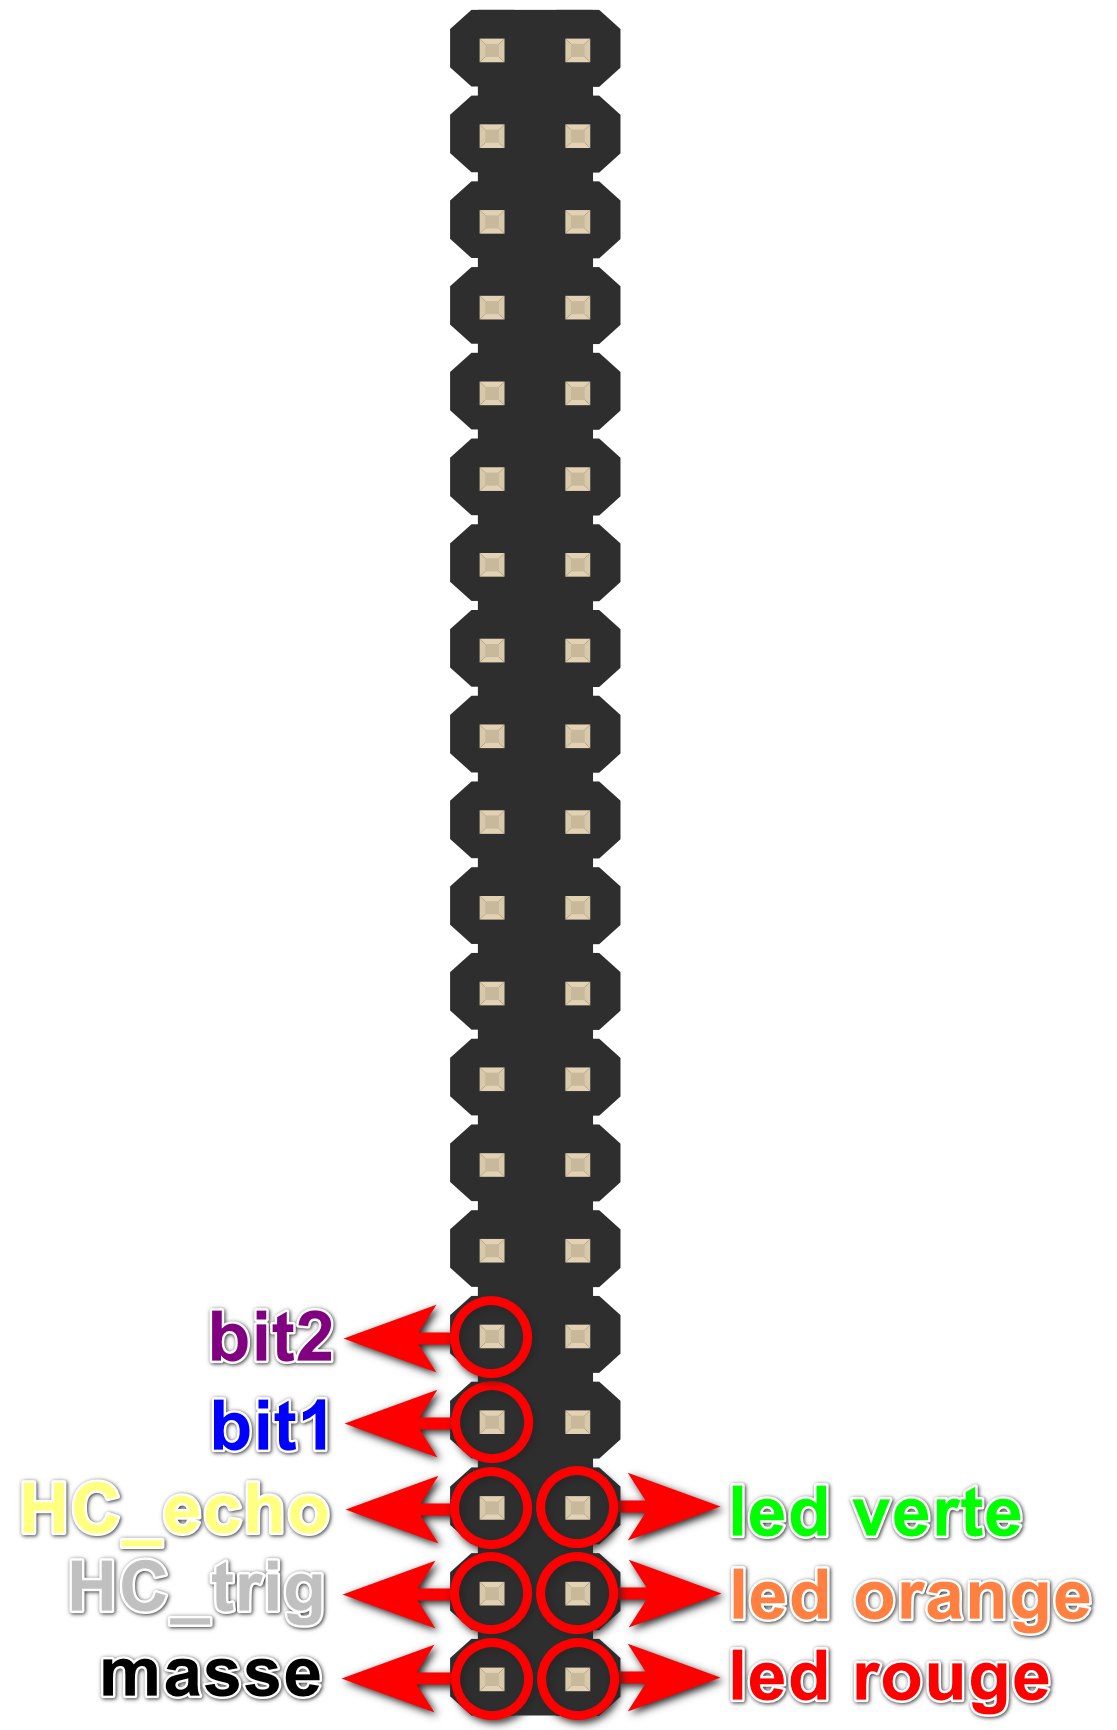 bit2
bit1
HC_echo
led verte
HC_trig
led orange
masse
led rouge